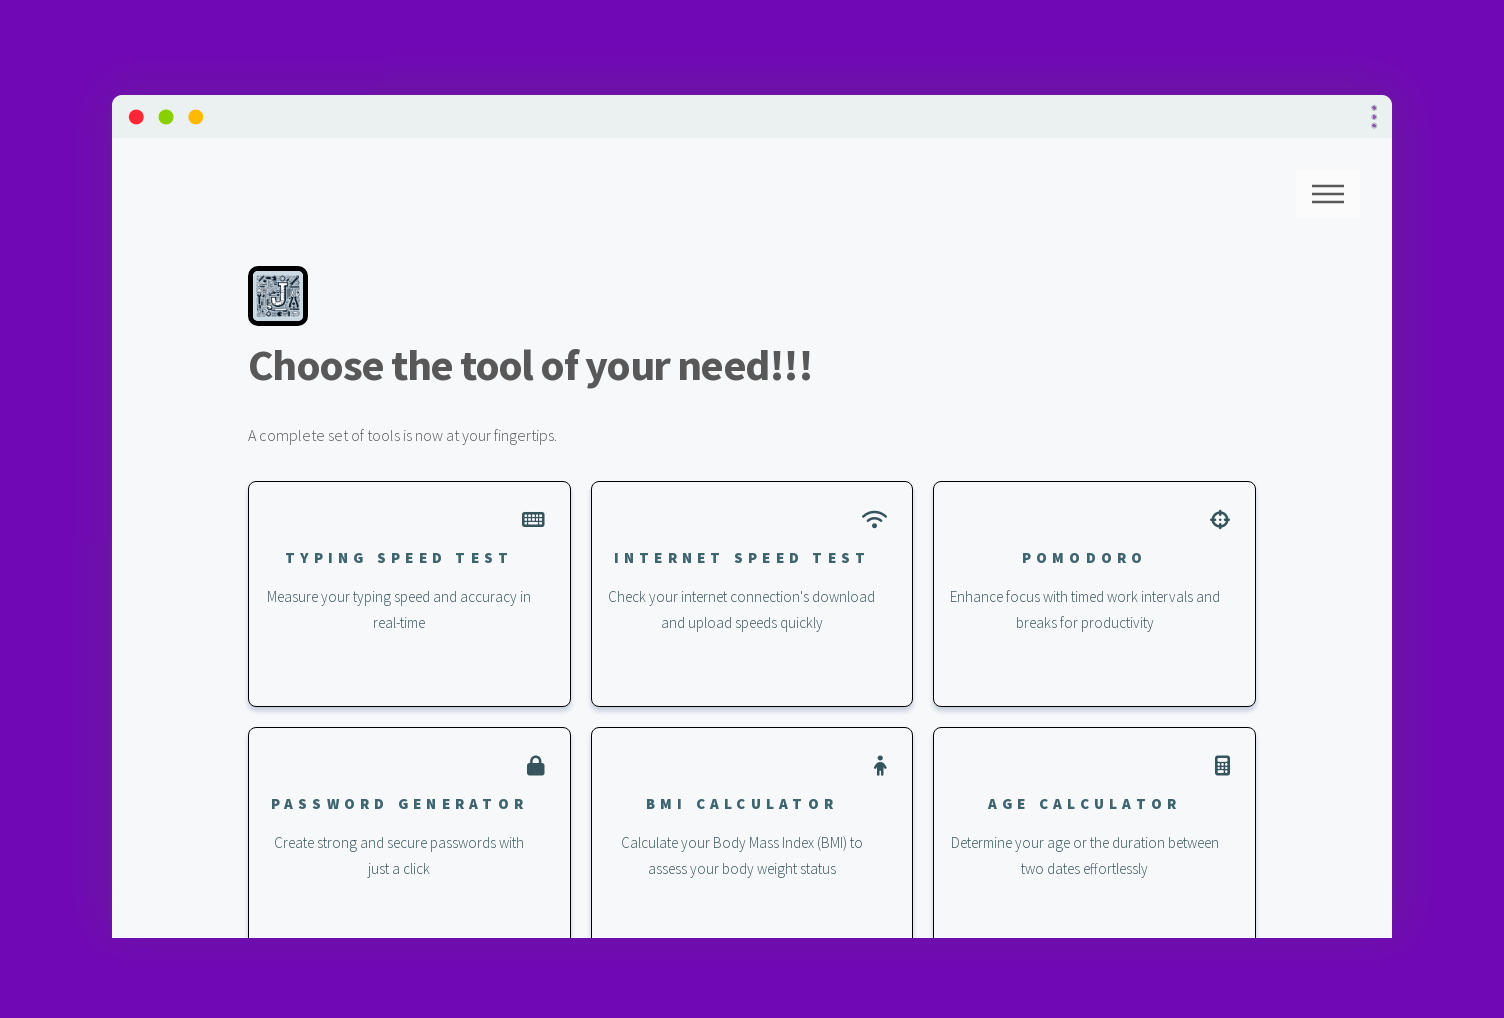 J
Choose the tool of your need!!!
A complete set of tools is now at your fingertips.
TYPING SPEED TEST
Measure your typing speed and accuracy in
real-time
INTERNET SPEED TEST
Check your internet connection's download
and upload speeds quickly
POMODORO
Enhance focus with timed work intervals and
breaks for productivity
PASSWORD GENERATOR
Create strong and secure passwords with
just a click
BMI CALCULATOR
Calculate your Body Mass Index (BMI) to
assess your body weight status
AGE CALCULATOR
Determine your age or the duration between
two dates effortlessly